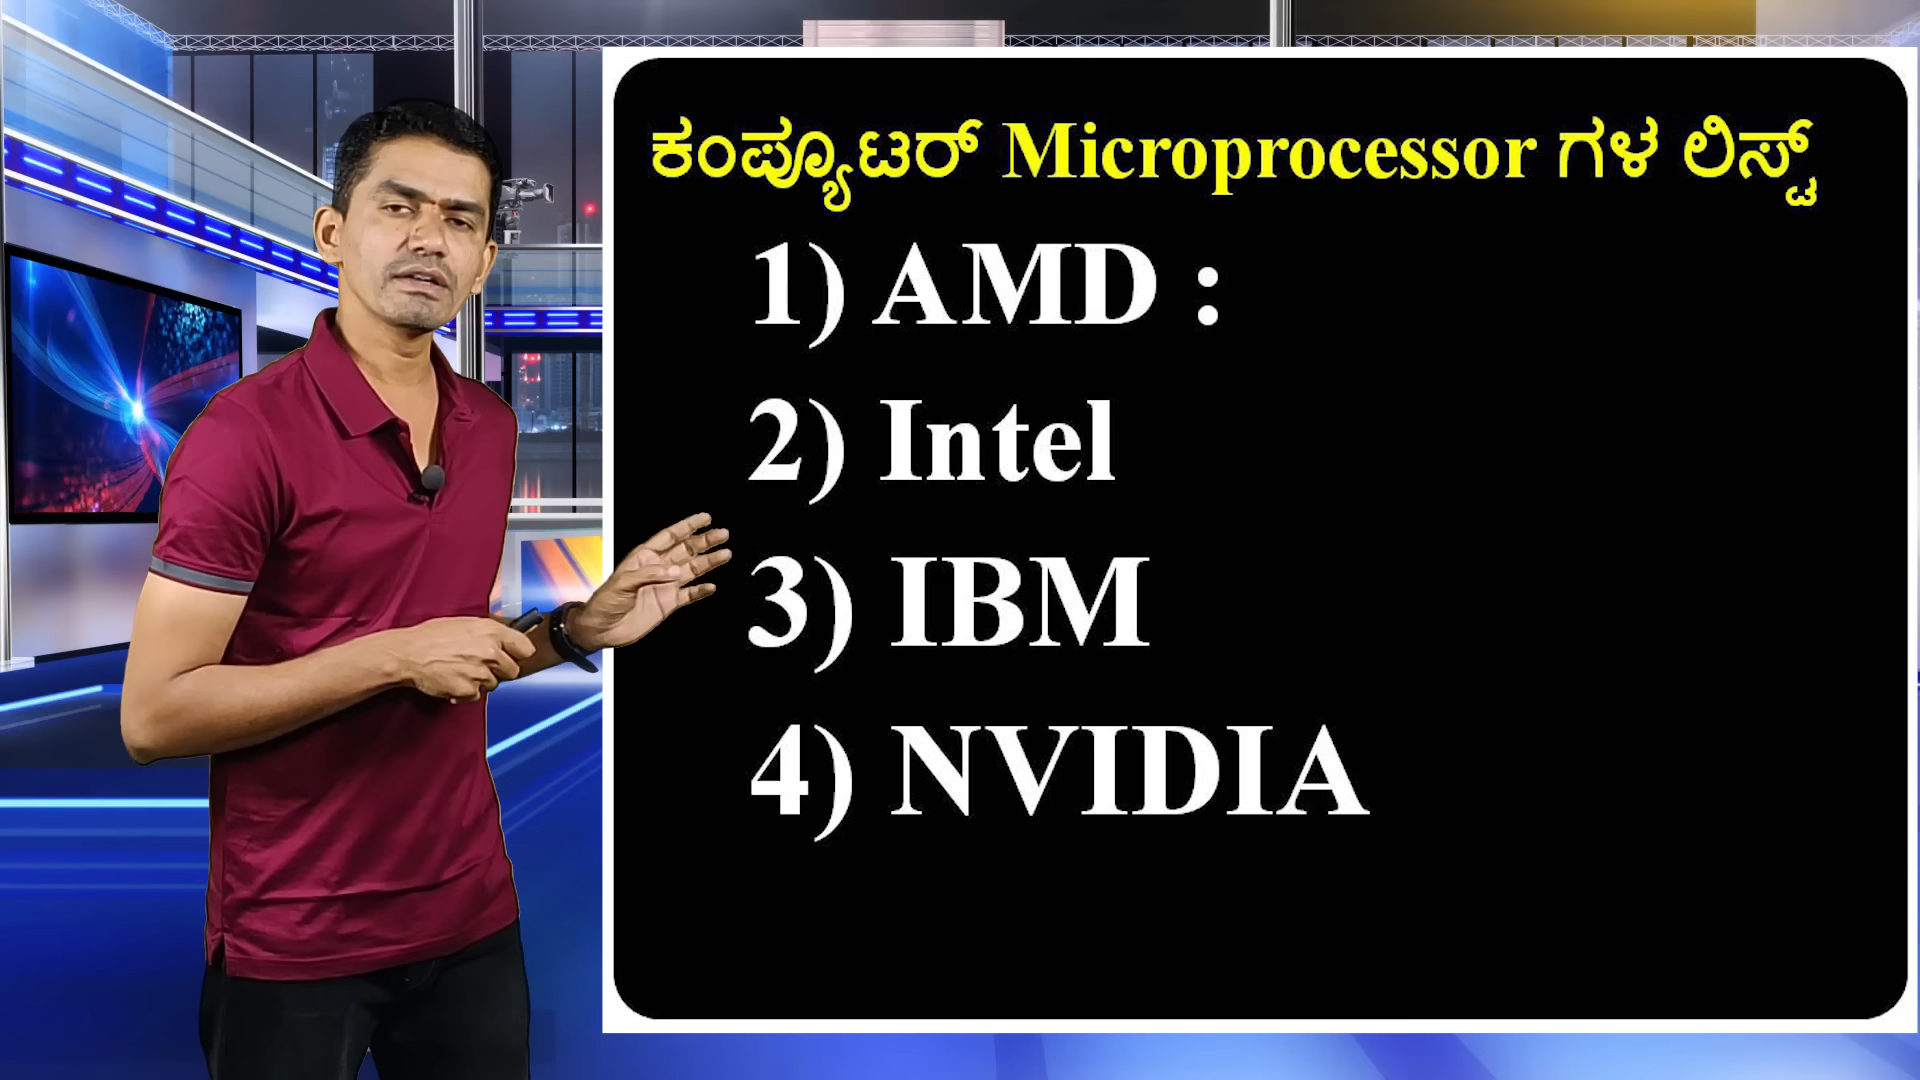 ಕಂಪ್ಯೂಟರ್ Microprocessor ಗಳ ಲಿಸ್ಟ್
1) AMD :
2) Intel
3) IBM
4) NVIDIA